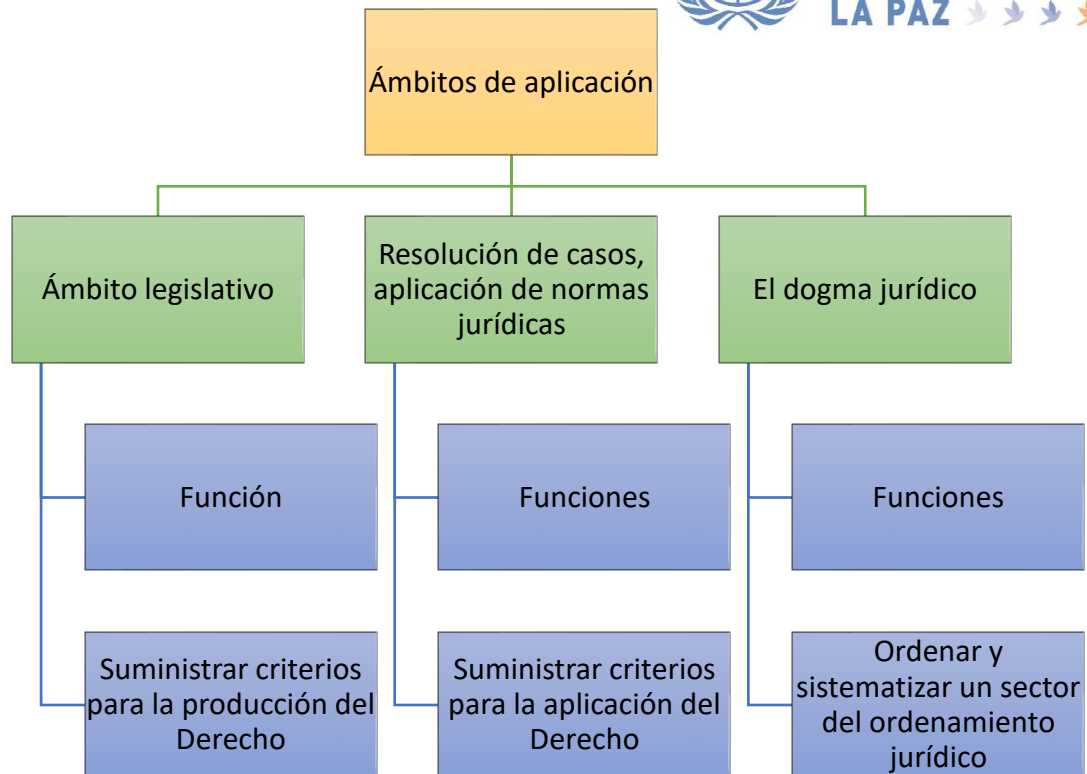 LA PAZ
Ámbitos de aplicación
Ámbito legislativo
Resolución de casos,
aplicación de normas
jurídicas
El dogma jurídico
Función
Funciones
Funciones
Suministrar criterios
para la producción del
Derecho
Suministrar criterios
para la aplicación del
Derecho
Ordenar y
sistematizar un sector
del ordenamiento
jurídico